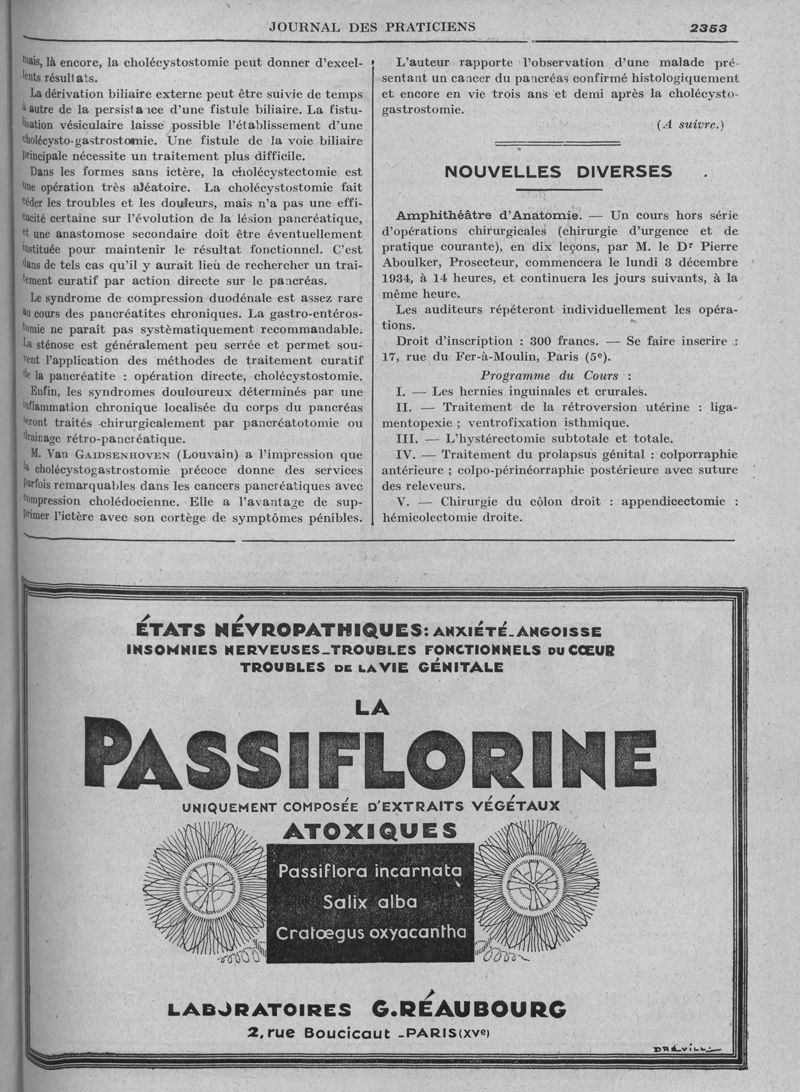 JOURNAL DES PRATICIENS
2353
mais, là encore, la cholécystostomie peut donner d'excel-
lents résultats.
La dérivation biliaire externe peut être suivie de temps
à autre de la persistance d'une fistule biliaire. La fistu-
lisation vésiculaire laisse possible l'établissement d'une
cholécysto-gastrostomie. Une fistule de la voie biliaire
principale nécessite un traitement plus difficile.
Dans les formes sans ictère, la cholécystectomie est
une opération très aléatoire. La cholécystostomie fait
céder les troubles et les douleurs, mais n'a pas une effi-
cacité certaine sur l'évolution de la lésion pancréatique,
et une anastomose secondaire doit être éventuellement
instituée pour maintenir le résultat fonctionnel. C'est
dans de tels cas qu'il y aurait lieu de rechercher un trai-
tement curatif par action directe sur le pancréas.
Le syndrome de compression duodénale est assez rare
au cours des pancréatites chroniques. La gastro-entéros-
tomie ne paraît pas systèmatiquement recommandable.
La sténose est généralement peu serrée et permet sou-
vent l'application des méthodes de traitement curatif
de la pancréatite : opération directe, cholécystostomie.
Enfin, les syndromes douloureux déterminés par une
inflammation chronique localisée du corps du pancréas
seront traités chirurgicalement par pancréatotomie ou
drainage rétro-pancréatique.
M. Van GAIDSENHOVEN (Louvain) a l'impression que
la cholécystogastrostomie précoce donne des services
parfois remarquables dans les cancers pancréatiques avec
compression cholédocienne. Elle a l'avantage de sup-
primer l'ictère avec son cortège de symptômes pénibles.
L'auteur rapporte l'observation d'une malade pré-
sentant un cancer du pancréas confirmé histologiquement
et encore en vie trois ans et demi après la cholécysto-
gastrostomie.
(A suivre.)
NOUVELLES DIVERSES
Amphithéâtre d'Anatomie. — Un cours hors série
d'opérations chirurgicales (chirurgie d'urgence et de
pratique courante), en dix leçons, par M. le Dr Pierre
Aboulker, Prosecteur, commencera le lundi 3 décembre
1934, à 14 heures, et continuera les jours suivants, à la
même heure.
Les auditeurs répéteront individuellement les opéra-
tions.
Droit d'inscription : 300 francs. — Se faire inscrire :
17, rue du Fer-à-Moulin, Paris (5e).
Programme du Cours :
I. — Les hernies inguinales et crurales.
II. — Traitement de la rétroversion utérine : liga-
mentopexie ; ventrofixation isthmique.
III. — L'hystérectomie subtotale et totale.
IV. — Traitement du prolapsus génital : colporraphie
antérieure ; colpo-périnéorraphie postérieure avec suture
des releveurs.
V. — Chirurgie du côlon droit : appendicectomie :
hémicolectomie droite.
ÉTATS NÉVROPATHIQUES: ANXIÉTÉ_ANGOISSE
INSOMNIES NERVEUSES_TROUBLES FONCTIONNELS DU CŒUR
TROUBLES DE LA VIE GÉNITALE
LA
PASSIFLORINE
UNIQUEMENT COMPOSÉE D'EXTRAITS VÉGÉTAUX
ATOXIQUES
Passiflora incarnata
Salix alba
Cratœgus oxyacantha
LABORATOIRES G.RÉAUBOURG
2, rue Boucicaut _PARIS (XVe)
DRÉVILL